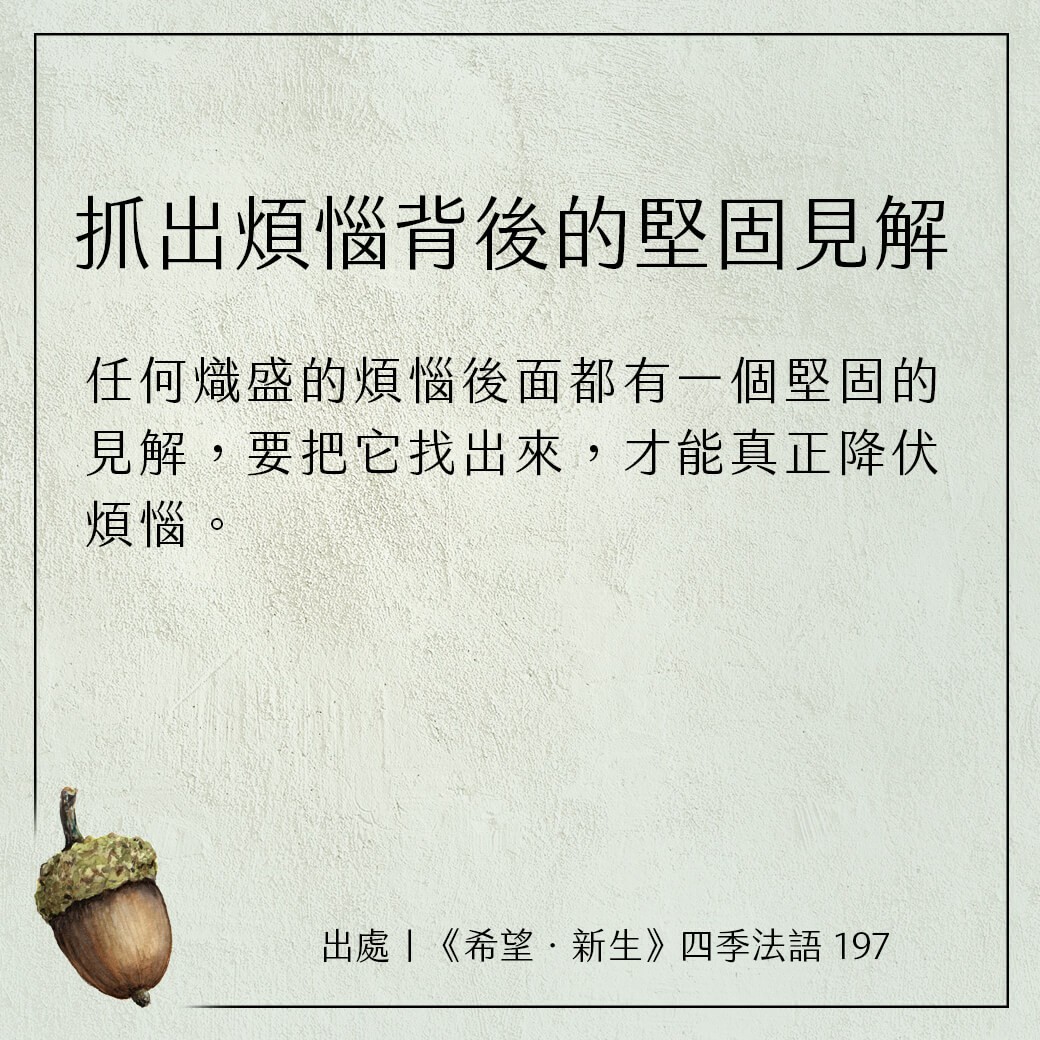 抓出煩惱背後的堅固見解
任何熾盛的煩惱後面都有一個堅固的
見解，要把它找出來，才能真正降伏
煩惱。
出處｜《希望．新生》四季法語 197